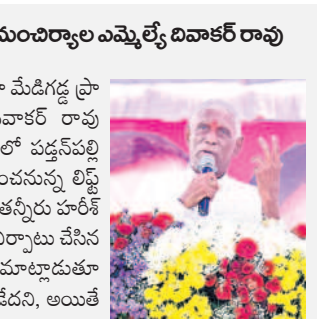 మంచిర్యాల ఎమ్మెల్యే దివాకర్ రావు
మేడిగడ్డ ప్రా
వాకర్ రావు
లో పడ్తన్‌పల్లి
చనున్న లిఫ్ట్
తన్నీరు హరీశ్
ర్పాటు చేసిన
మాట్లాడుతూ
డేదని, అయితే